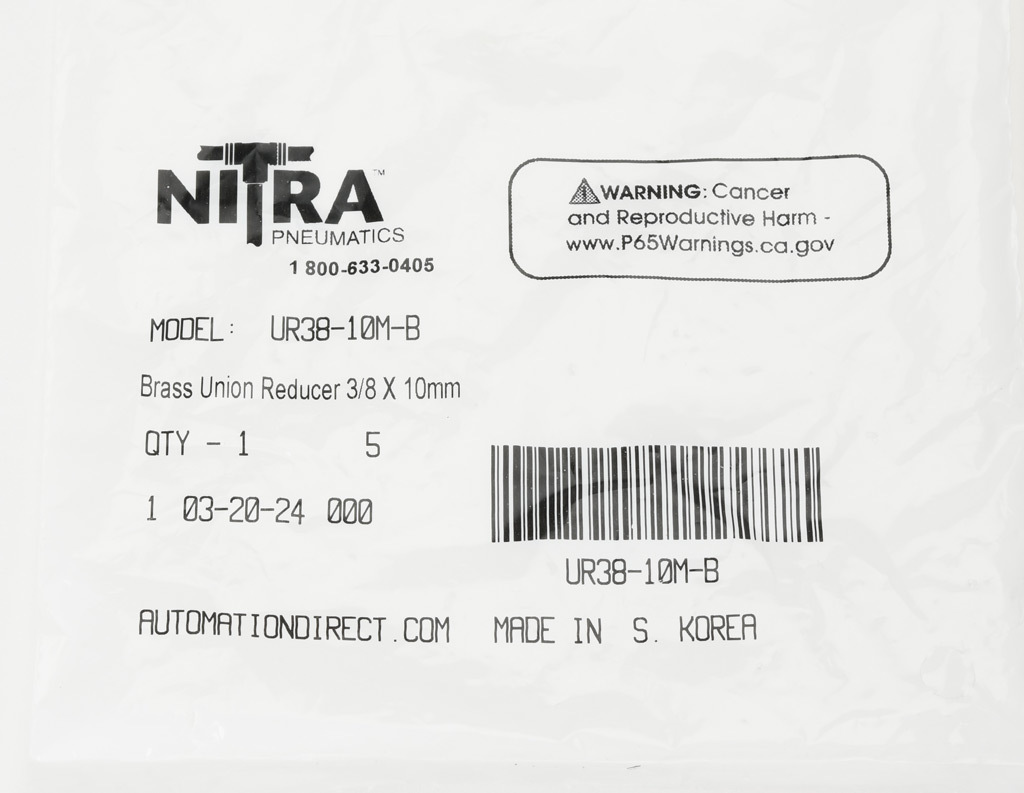 NITRA™
PNEUMATICS
1 800-633-0405
WARNING: Cancer
and Reproductive Harm -
www.P65Warnings.ca.gov
MODEL: UR38-10M-B
Brass Union Reducer 3/8 X 10mm
QTY - 1 5
1 03-20-24 000
UR38-10M-B
AUTOMATIONDIRECT.COM MADE IN S. KOREA